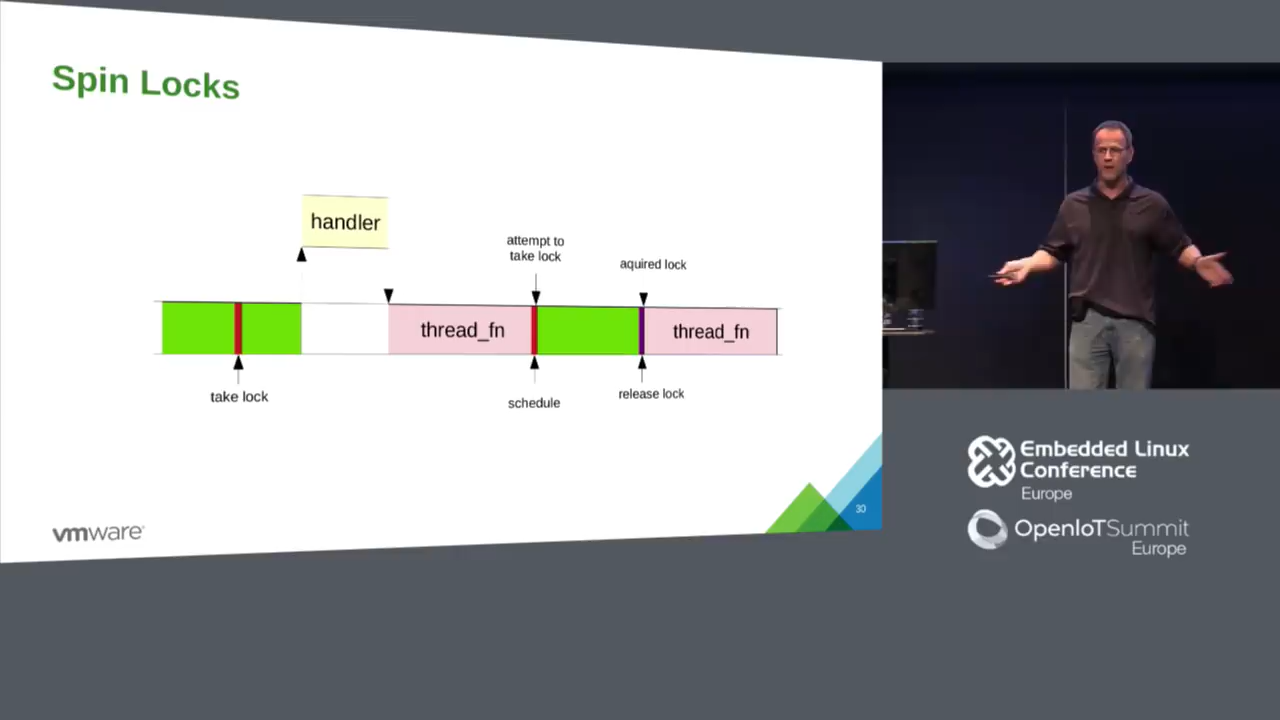 Spin Locks
handler
attempt to
take lock
aquired lock
thread_fn
thread_fn
take lock
schedule
release lock
30
vmware
Embedded Linux
Conference
Europe
OpenIoTSummit
Europe